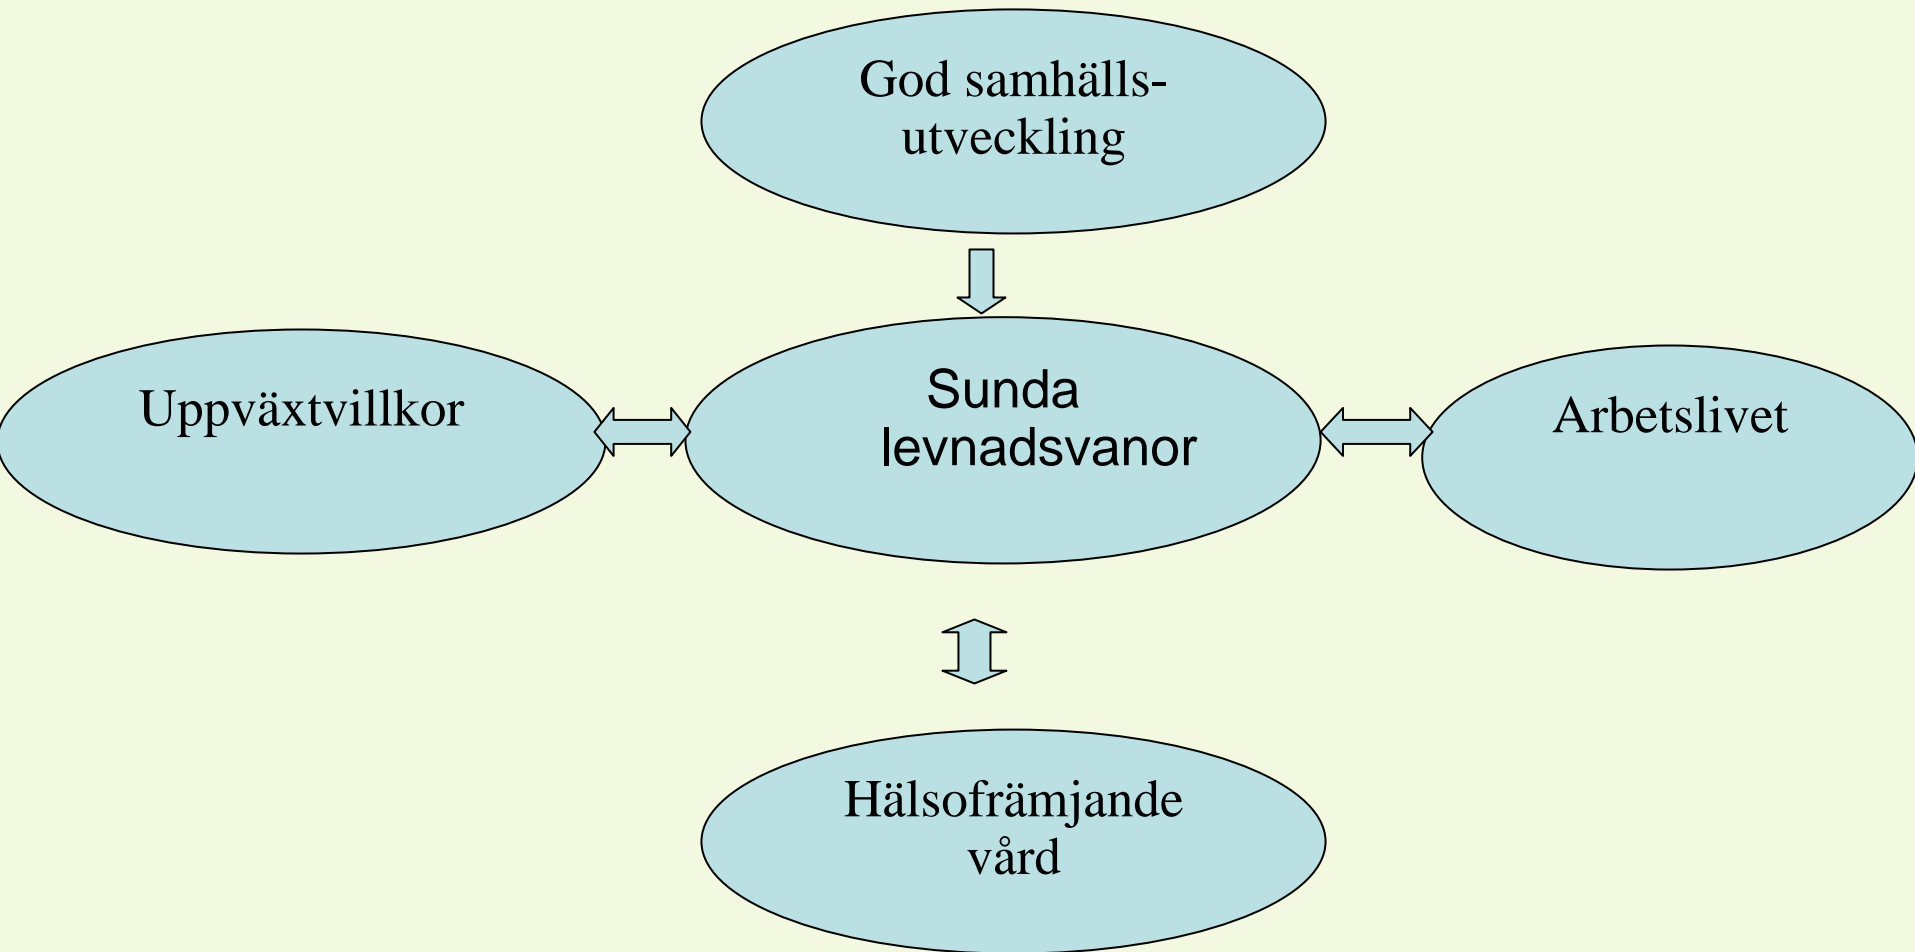 God samhälls-
utveckling
Uppväxtvillkor
Sunda
levnadsvanor
Arbetslivet
Hälsofrämjande
vård